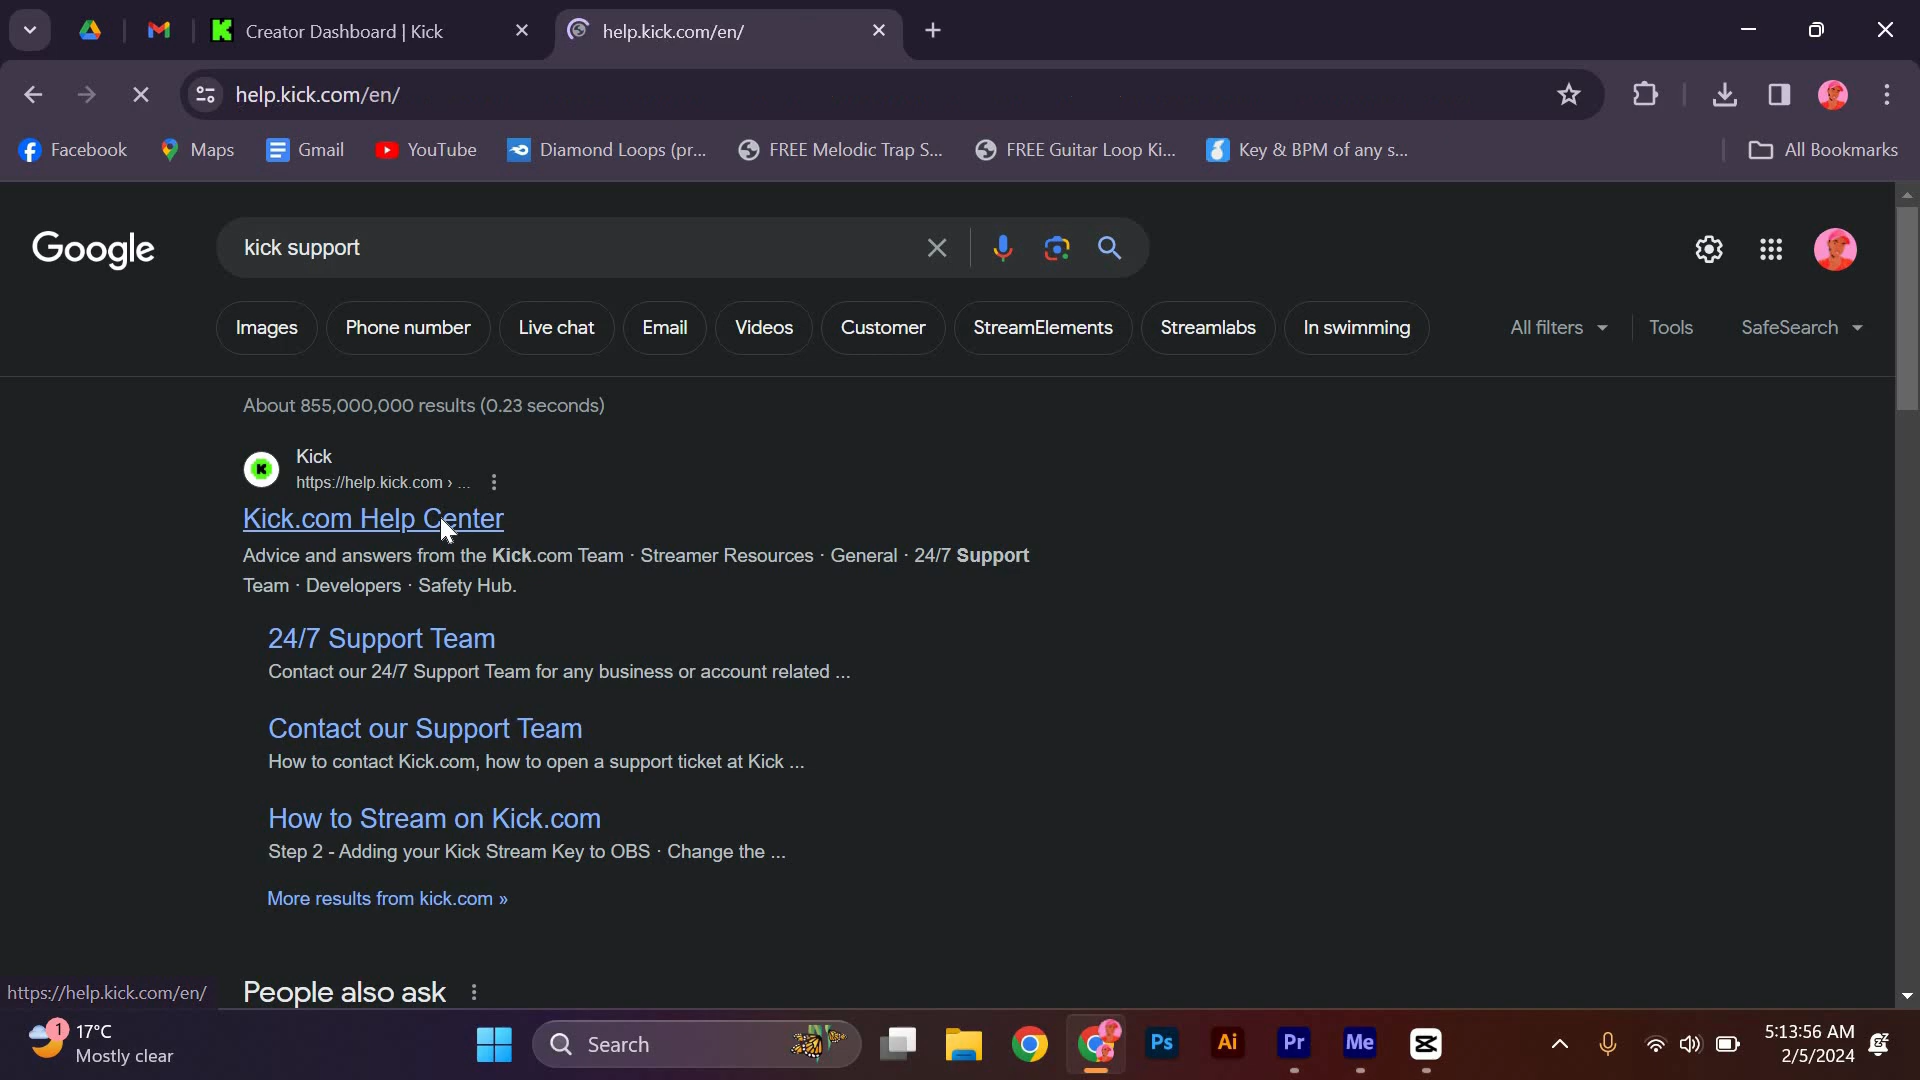 Creator Dashboard | Kick
help.kick.com/en/
help.kick.com/en/
Facebook
Maps
Gmail
YouTube
Diamond Loops (pr...
FREE Melodic Trap S...
FREE Guitar Loop Ki...
Key & BPM of any s...
All Bookmarks
Google
kick support
Images
Phone number
Live chat
Email
Videos
Customer
StreamElements
Streamlabs
In swimming
All filters
Tools
SafeSearch
About 855,000,000 results (0.23 seconds)
K
Kick
https://help.kick.com › ...
Kick.com Help Center
Advice and answers from the Kick.com Team · Streamer Resources · General · 24/7 Support
Team · Developers · Safety Hub.
24/7 Support Team
Contact our 24/7 Support Team for any business or account related ...
Contact our Support Team
How to contact Kick.com, how to open a support ticket at Kick ...
How to Stream on Kick.com
Step 2 - Adding your Kick Stream Key to OBS · Change the ...
More results from kick.com »
People also ask
https://help.kick.com/en/
1
17°C
Mostly clear
Search
Ps
Ai
Pr
Me
5:13:56 AM
2/5/2024